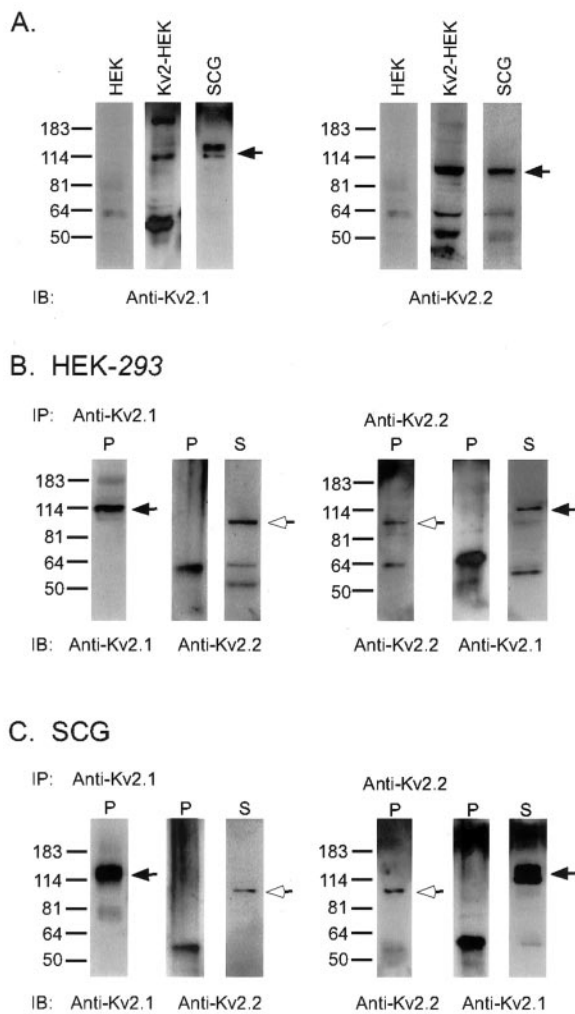 A.
HEK Kv2-HEK SCG HEK Kv2-HEK SCG
183 183
114 114
81 81
64 64
50 50
IB: Anti-Kv2.1 Anti-Kv2.2
B. HEK-293
IP: Anti-Kv2.1 Anti-Kv2.2
P P S P P S
183 183
114 114
81 81
64 64
50 50
IB: Anti-Kv2.1 Anti-Kv2.2 Anti-Kv2.2 Anti-Kv2.1
C. SCG
IP: Anti-Kv2.1 Anti-Kv2.2
P P S P P S
183 183
114 114
81 81
64 64
50 50
IB: Anti-Kv2.1 Anti-Kv2.2 Anti-Kv2.2 Anti-Kv2.1